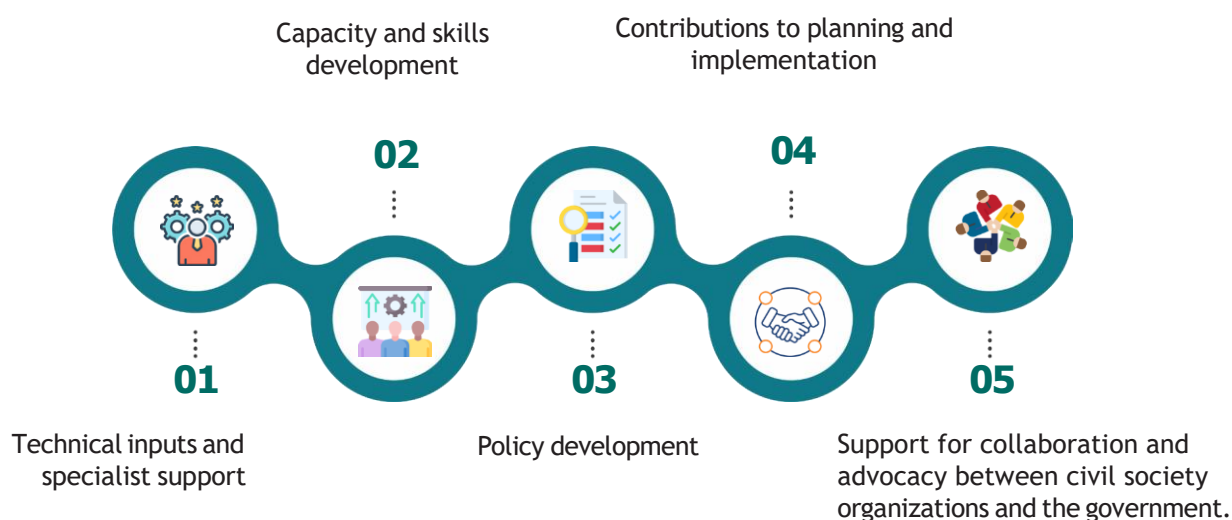 01
Technical inputs and
specialist support
Capacity and skills
development
02
03
Policy development
Contributions to planning and
implementation
04
05
Support for collaboration and
advocacy between civil society
organizations and the government.